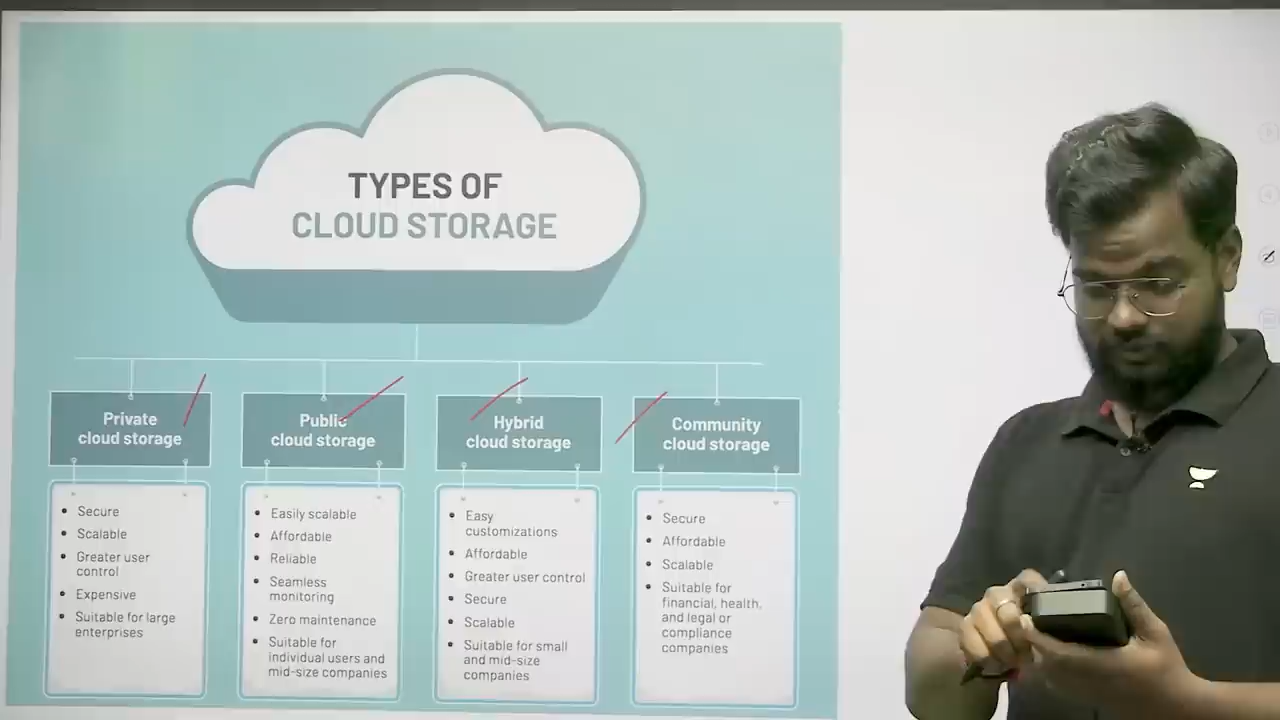 TYPES OF
CLOUD STORAGE
Private
cloud storage
Secure
Scalable
Greater user
control
Expensive
Suitable for large
enterprises
Public
cloud storage
Easily scalable
Affordable
Reliable
Seamless
monitoring
Zero maintenance
Suitable for
individual users and
mid-size companies
Hybrid
cloud storage
Easy
customizations
Affordable
Greater user control
Secure
Scalable
Suitable for small
and mid-size
companies
Community
cloud storage
Secure
Affordable
Scalable
Suitable for
financial, health,
and legal or
compliance
companies